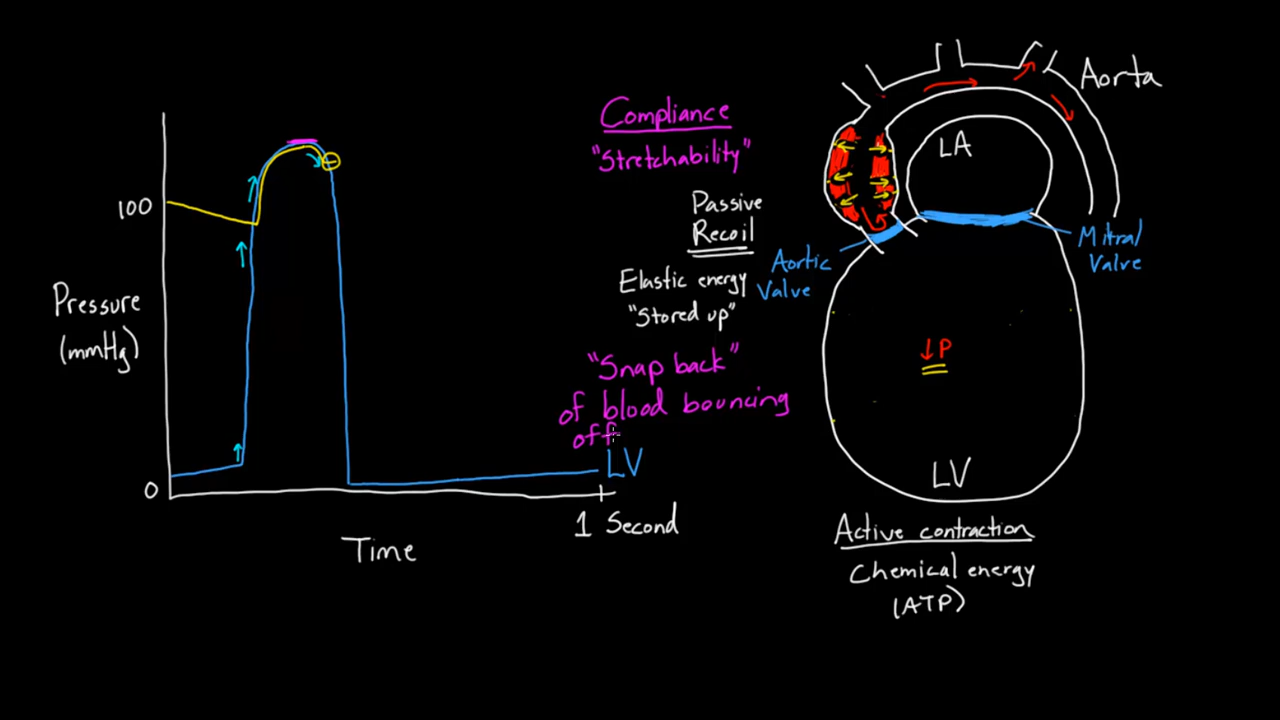 100
Pressure
(mmHg)
0
Time
1 Second
LV
Compliance
"Stretchability"
Passive
Recoil
Elastic energy
"Stored up"
"Snap back"
of blood bouncing
off
Aorta
LA
Aortic
Valve
Mitral
Valve
↓P
LV
Active contraction
Chemical energy
(ATP)